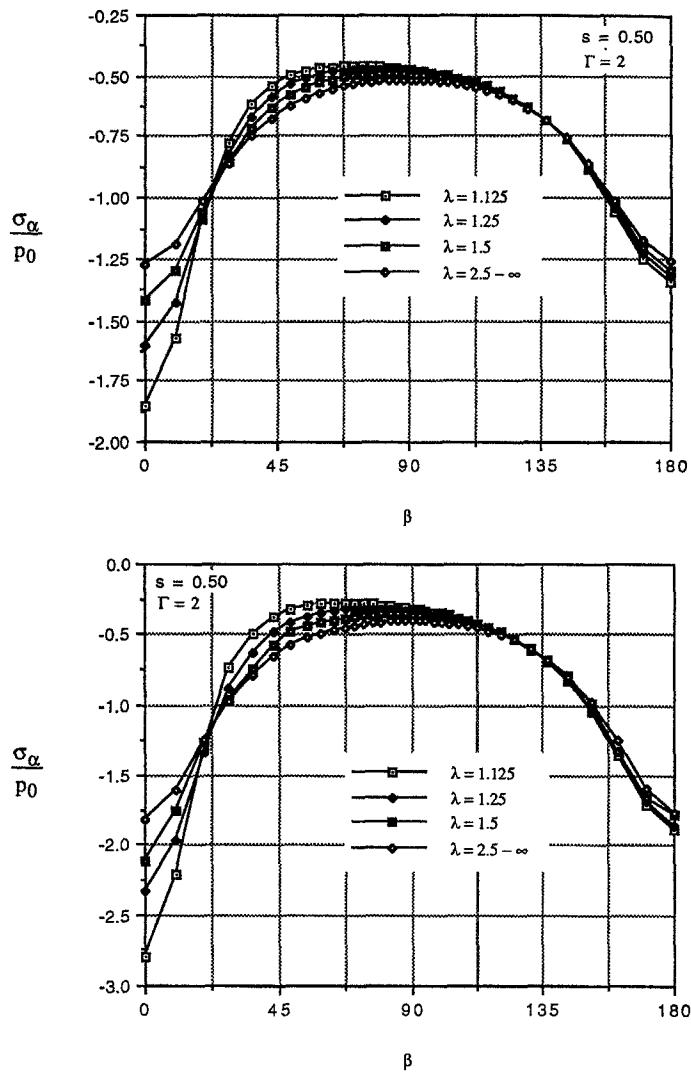 -0.25
s = 0.50
Γ = 2
-0.50
-0.75
-1.00
λ = 1.125
λ = 1.25
σα
p0
λ = 1.5
-1.25
λ = 2.5 – ∞
-1.50
-1.75
-2.00
0 45 90 135 180
β
0.0
s = 0.50
Γ = 2
-0.5
-1.0
λ = 1.125
-1.5
λ = 1.25
σα
p0
λ = 1.5
-2.0
λ = 2.5 – ∞
-2.5
-3.0
0 45 90 135 180
β